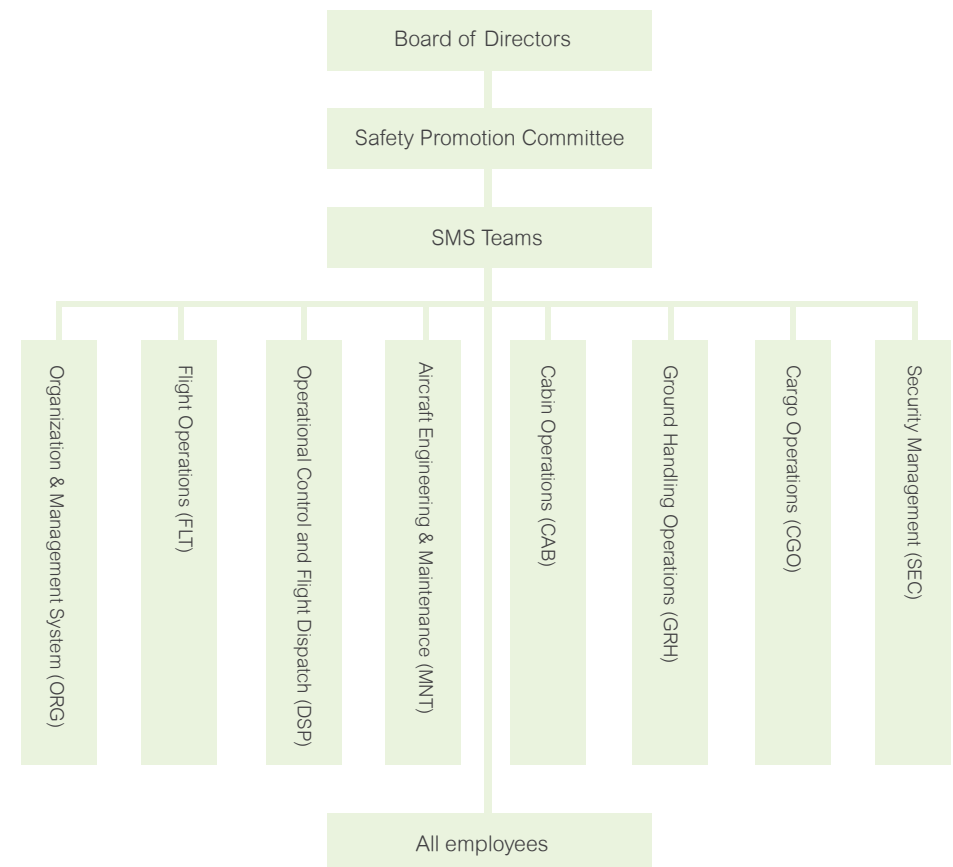 Board of Directors
Safety Promotion Committee
SMS Teams
Organization & Management System (ORG)
Flight Operations (FLT)
Operational Control and Flight Dispatch (DSP)
Aircraft Engineering & Maintenance (MNT)
Cabin Operations (CAB)
Ground Handling Operations (GRH)
Cargo Operations (CGO)
Security Management (SEC)
All employees